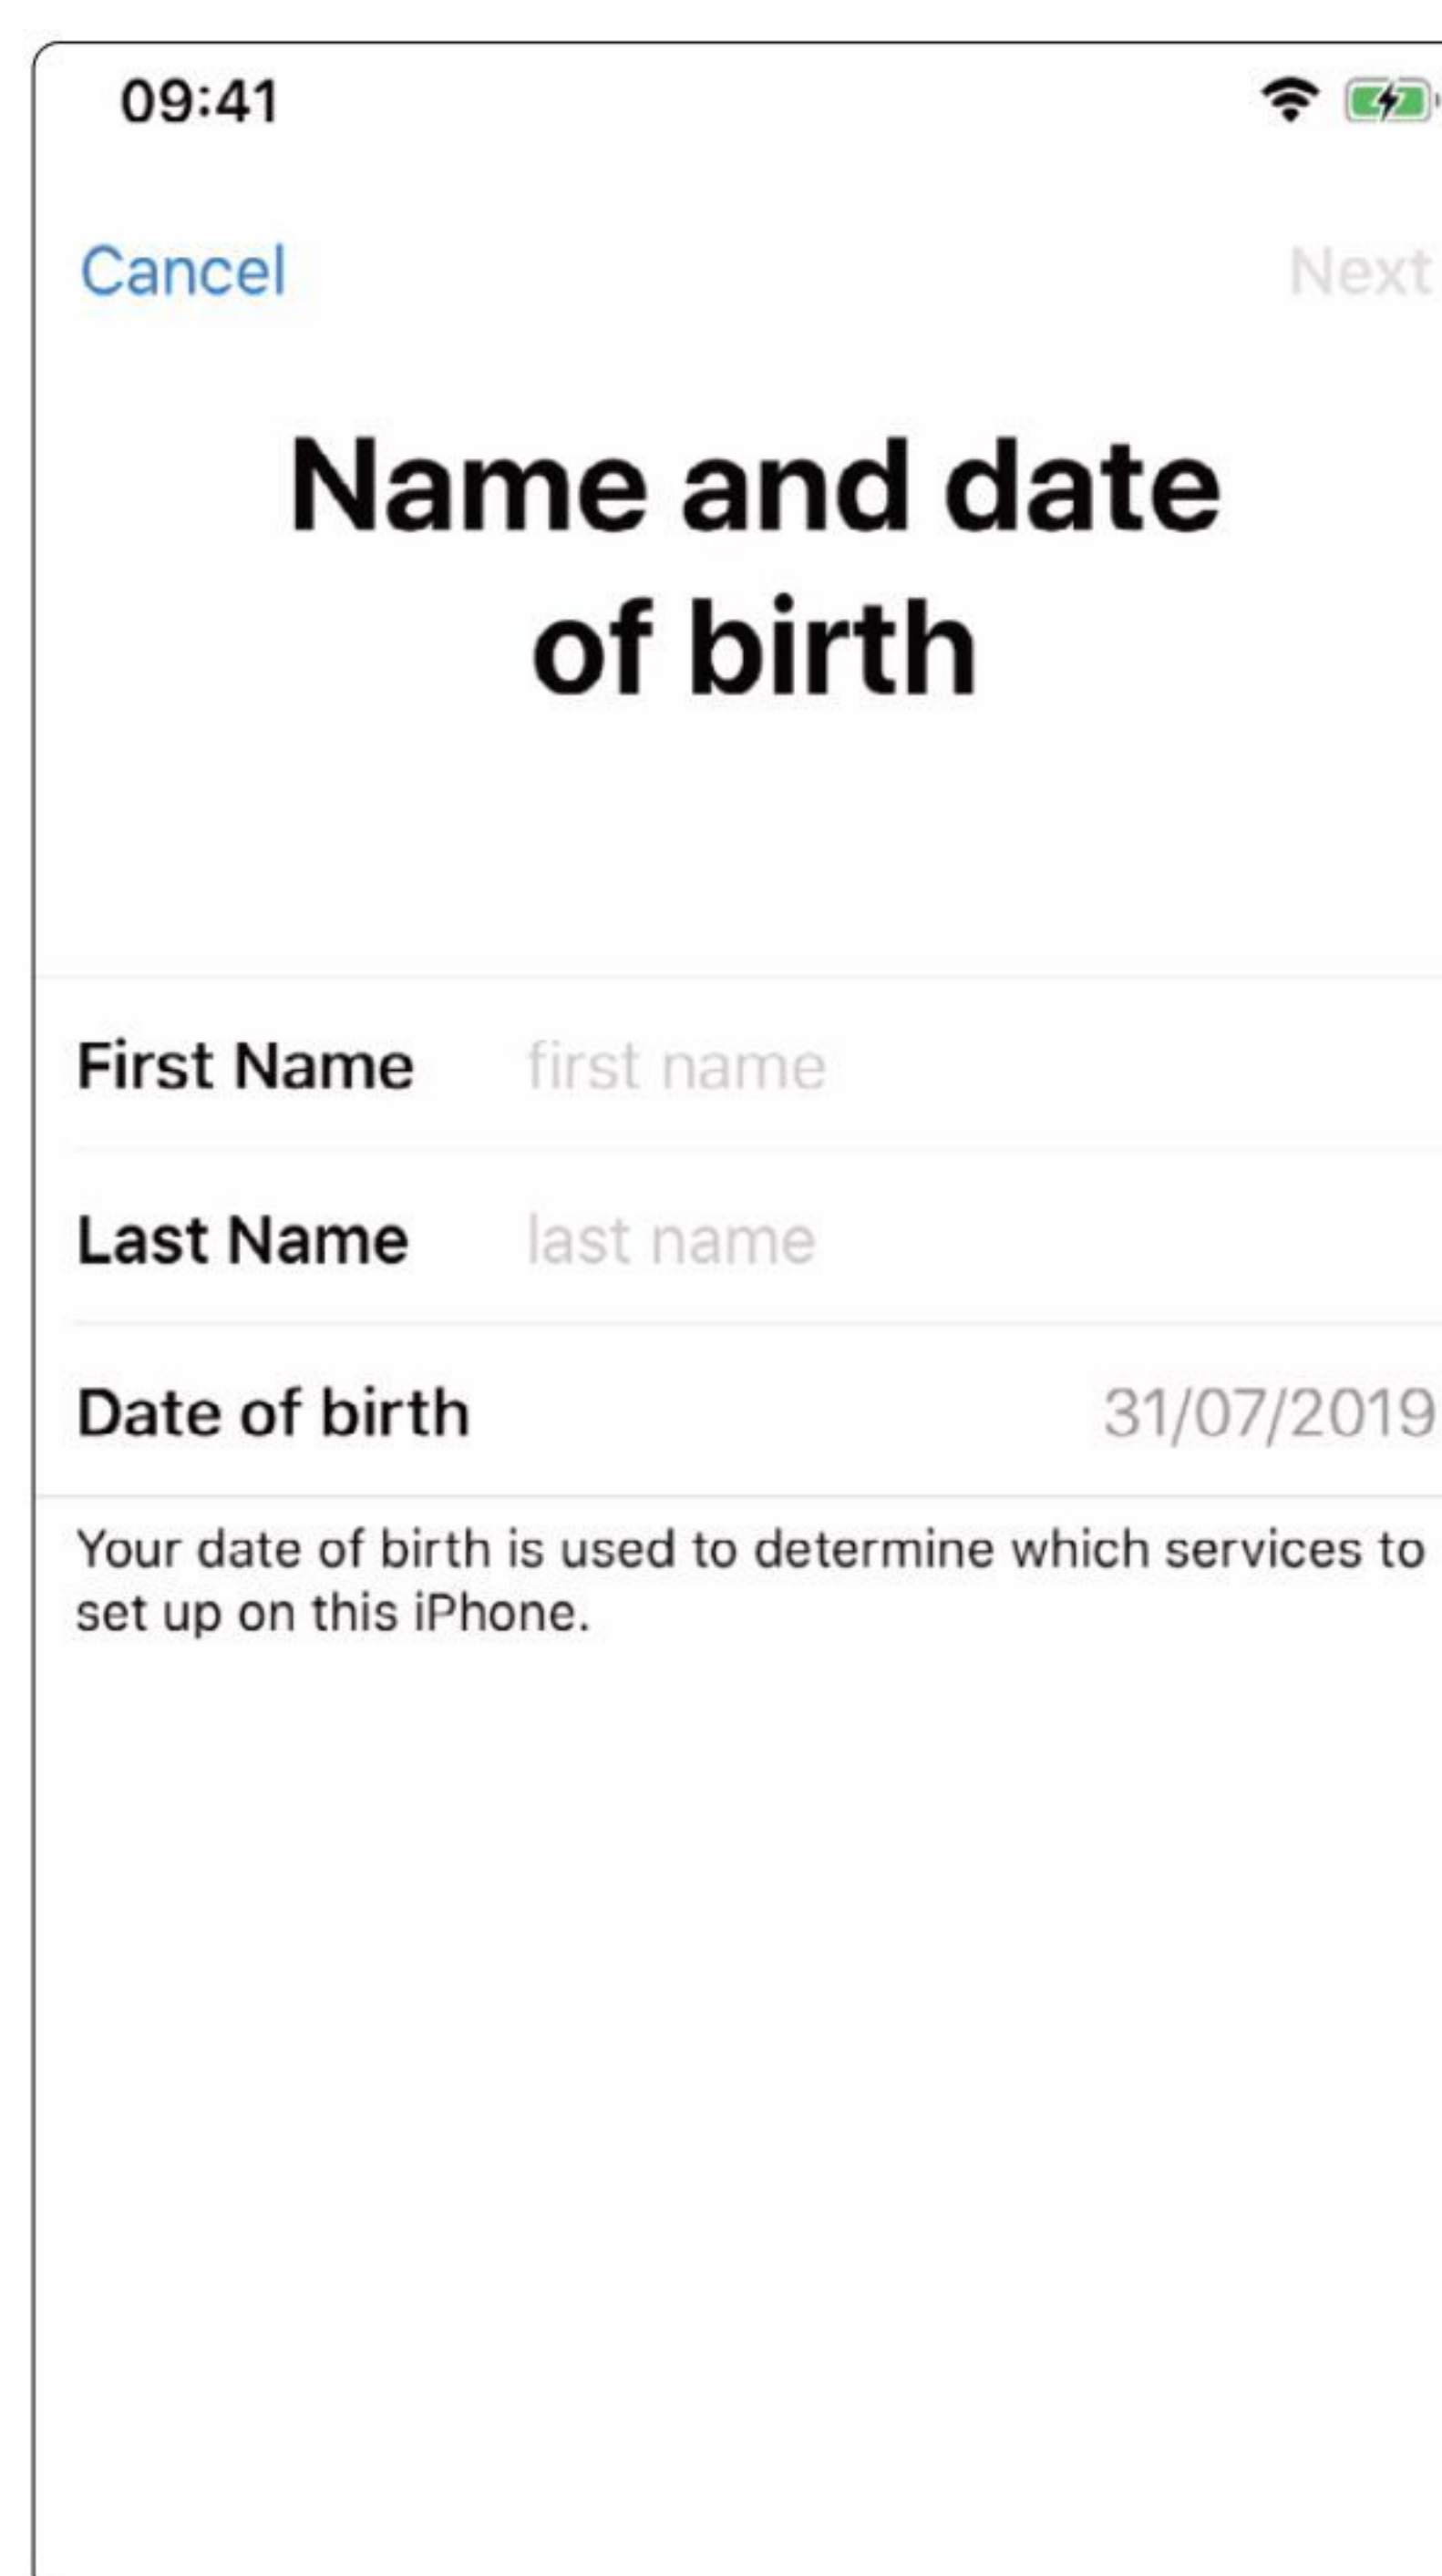 09:41
Cancel Next
Name and date
of birth
First Name first name
Last Name last name
Date of birth 31/07/2019
Your date of birth is used to determine which services to
set up on this iPhone.